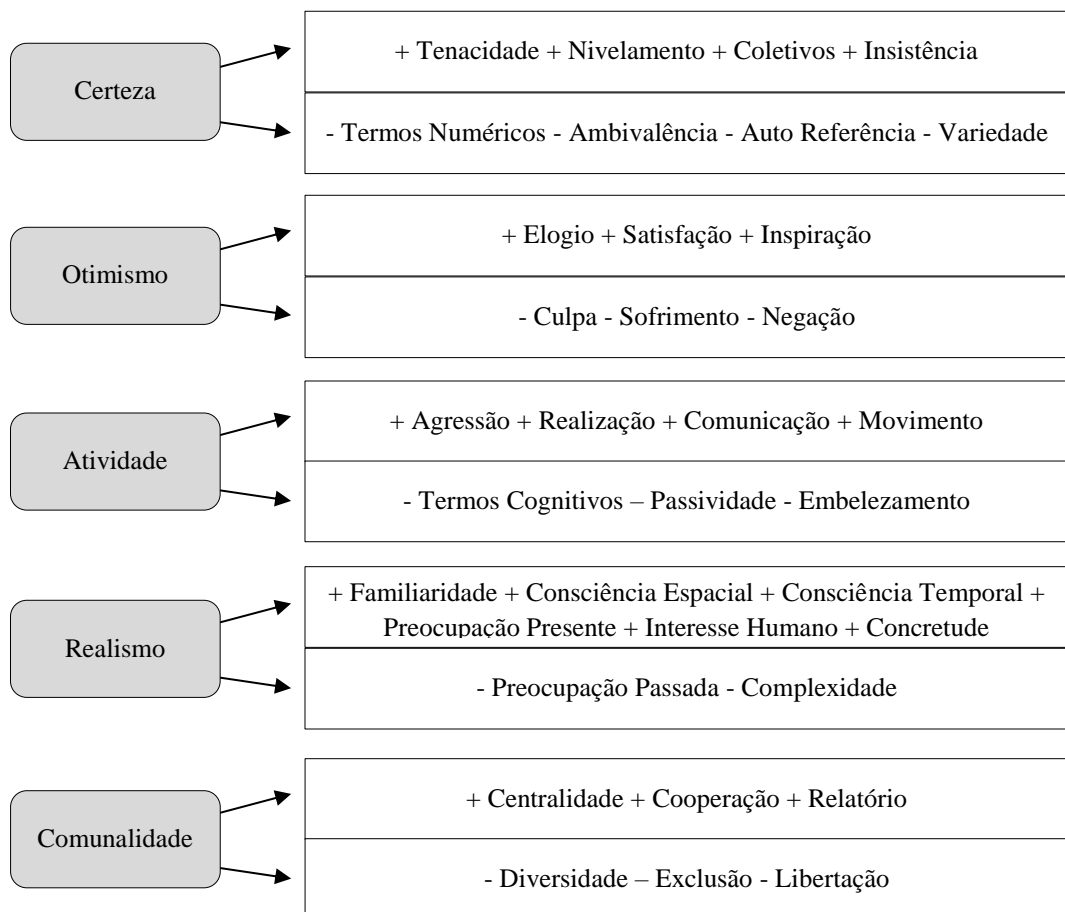 Certeza
+ Tenacidade + Nivelamento + Coletivos + Insistência
- Termos Numéricos - Ambivalência - Auto Referência - Variedade
Otimismo
+ Elogio + Satisfação + Inspiração
- Culpa - Sofrimento - Negação
Atividade
+ Agressão + Realização + Comunicação + Movimento
- Termos Cognitivos – Passividade - Embelezamento
Realismo
+ Familiaridade + Consciência Espacial + Consciência Temporal +
Preocupação Presente + Interesse Humano + Concretude
- Preocupação Passada - Complexidade
Comunalidade
+ Centralidade + Cooperação + Relatório
- Diversidade – Exclusão - Libertação